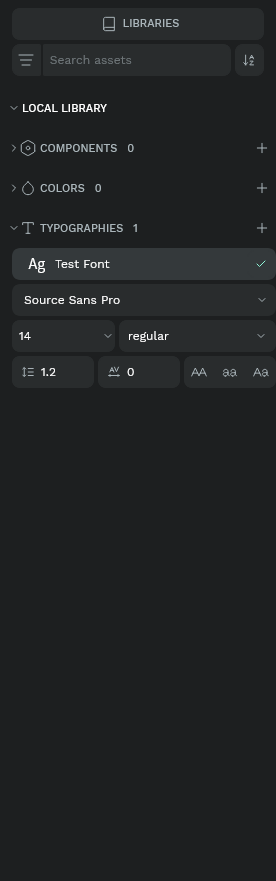 LIBRARIES
Search assets
LOCAL LIBRARY
COMPONENTS 0
COLORS 0
TYPOGRAPHIES 1
Ag Test Font
Source Sans Pro
14 regular
1.2 AV 0 AA aa Aa